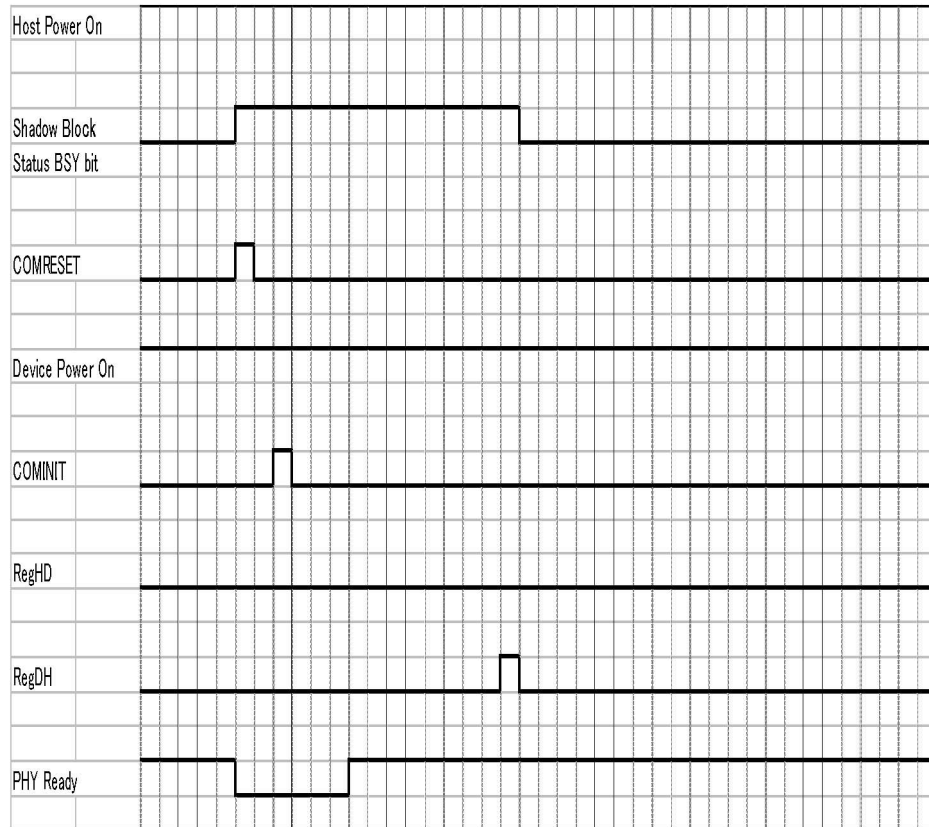 Host Power On
Shadow Block
Status BSY bit
COMRESET
Device Power On
COMINIT
RegHD
RegDH
PHY Ready